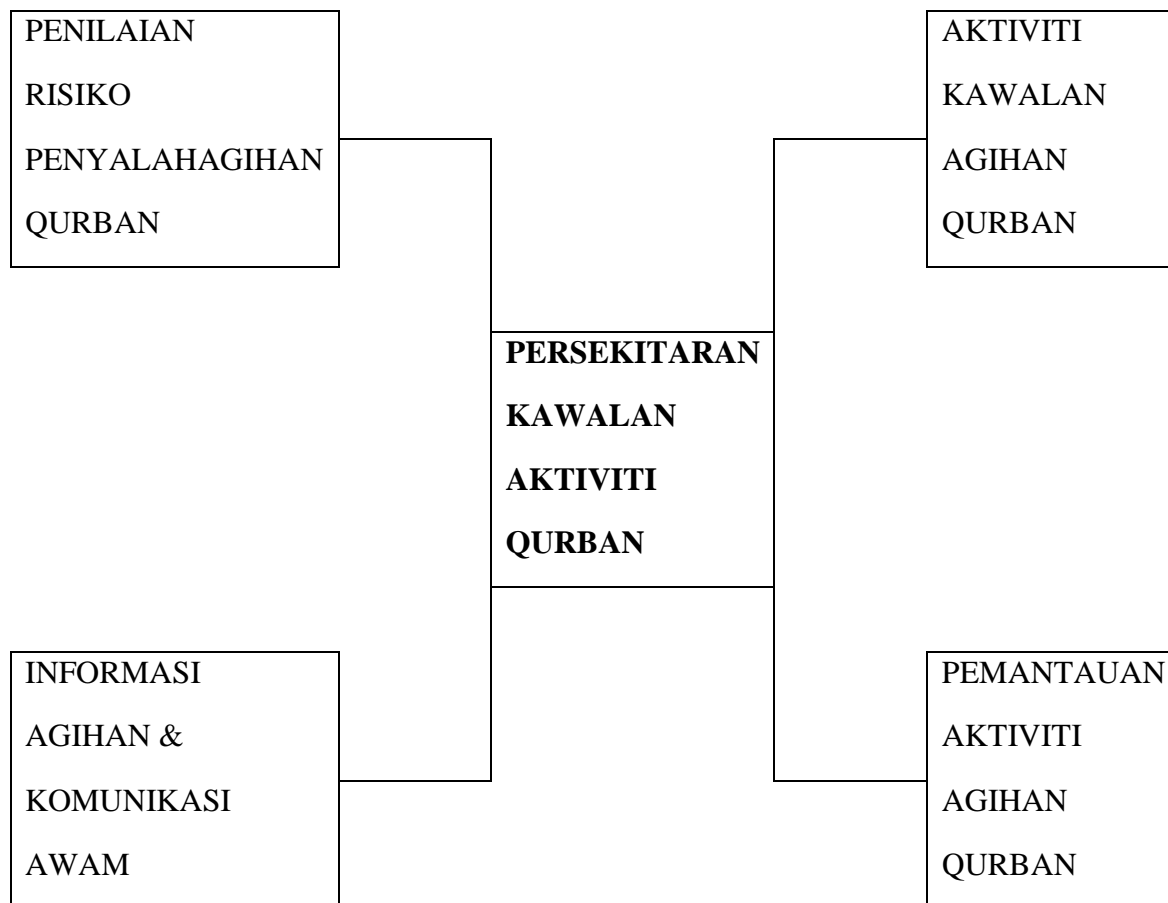 PENILAIAN
RISIKO
PENYALAHAGIHAN
QURBAN
AKTIVITI
KAWALAN
AGIHAN
QURBAN
PERSEKITARAN
KAWALAN
AKTIVITI
QURBAN
INFORMASI
AGIHAN &
KOMUNIKASI
AWAM
PEMANTAUAN
AKTIVITI
AGIHAN
QURBAN